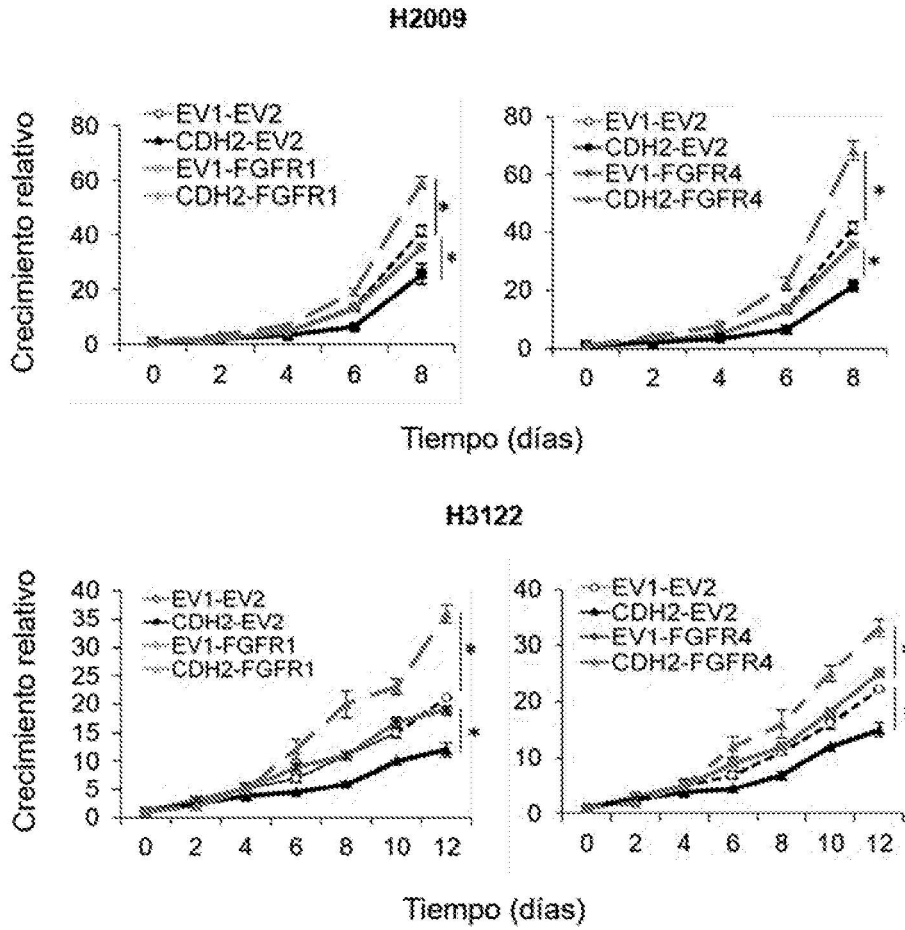 H2009
Crecimiento relativo
80
60
40
20
0
EV1-EV2
CDH2-EV2
EV1-FGFR1
CDH2-FGFR1
*
*
0 2 4 6 8
80
60
40
20
0
EV1-EV2
CDH2-EV2
EV1-FGFR4
CDH2-FGFR4
*
*
0 2 4 6 8
Tiempo (días)
H3122
Crecimiento relativo
40
35
30
25
20
15
10
5
0
EV1-EV2
CDH2-EV2
EV1-FGFR1
CDH2-FGFR1
*
*
0 2 4 6 8 10 12
40
30
20
10
0
EV1-EV2
CDH2-EV2
EV1-FGFR4
CDH2-FGFR4
0 2 4 6 8 10 12
Tiempo (días)